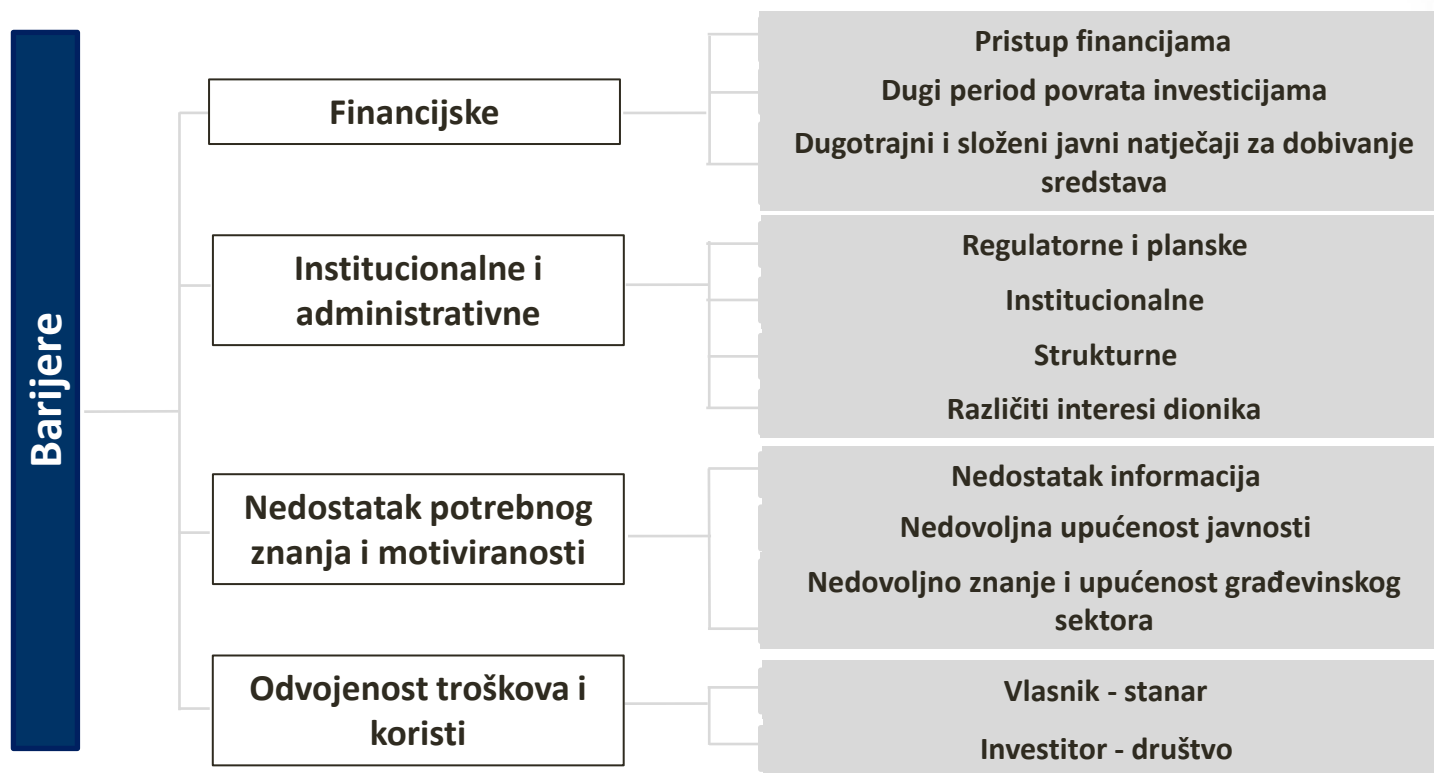 Barijere
Financijske
Pristup financijama
Dugi period povrata investicijama
Dugotrajni i složeni javni natječaji za dobivanje
sredstava
Institucionalne i
administrativne
Regulatorne i planske
Institucionalne
Strukturne
Različiti interesi dionika
Nedostatak potrebnog
znanja i motiviranosti
Nedostatak informacija
Nedovoljna upućenost javnosti
Nedovoljno znanje i upućenost građevinskog
sektora
Odvojenost troškova i
koristi
Vlasnik - stanar
Investitor - društvo